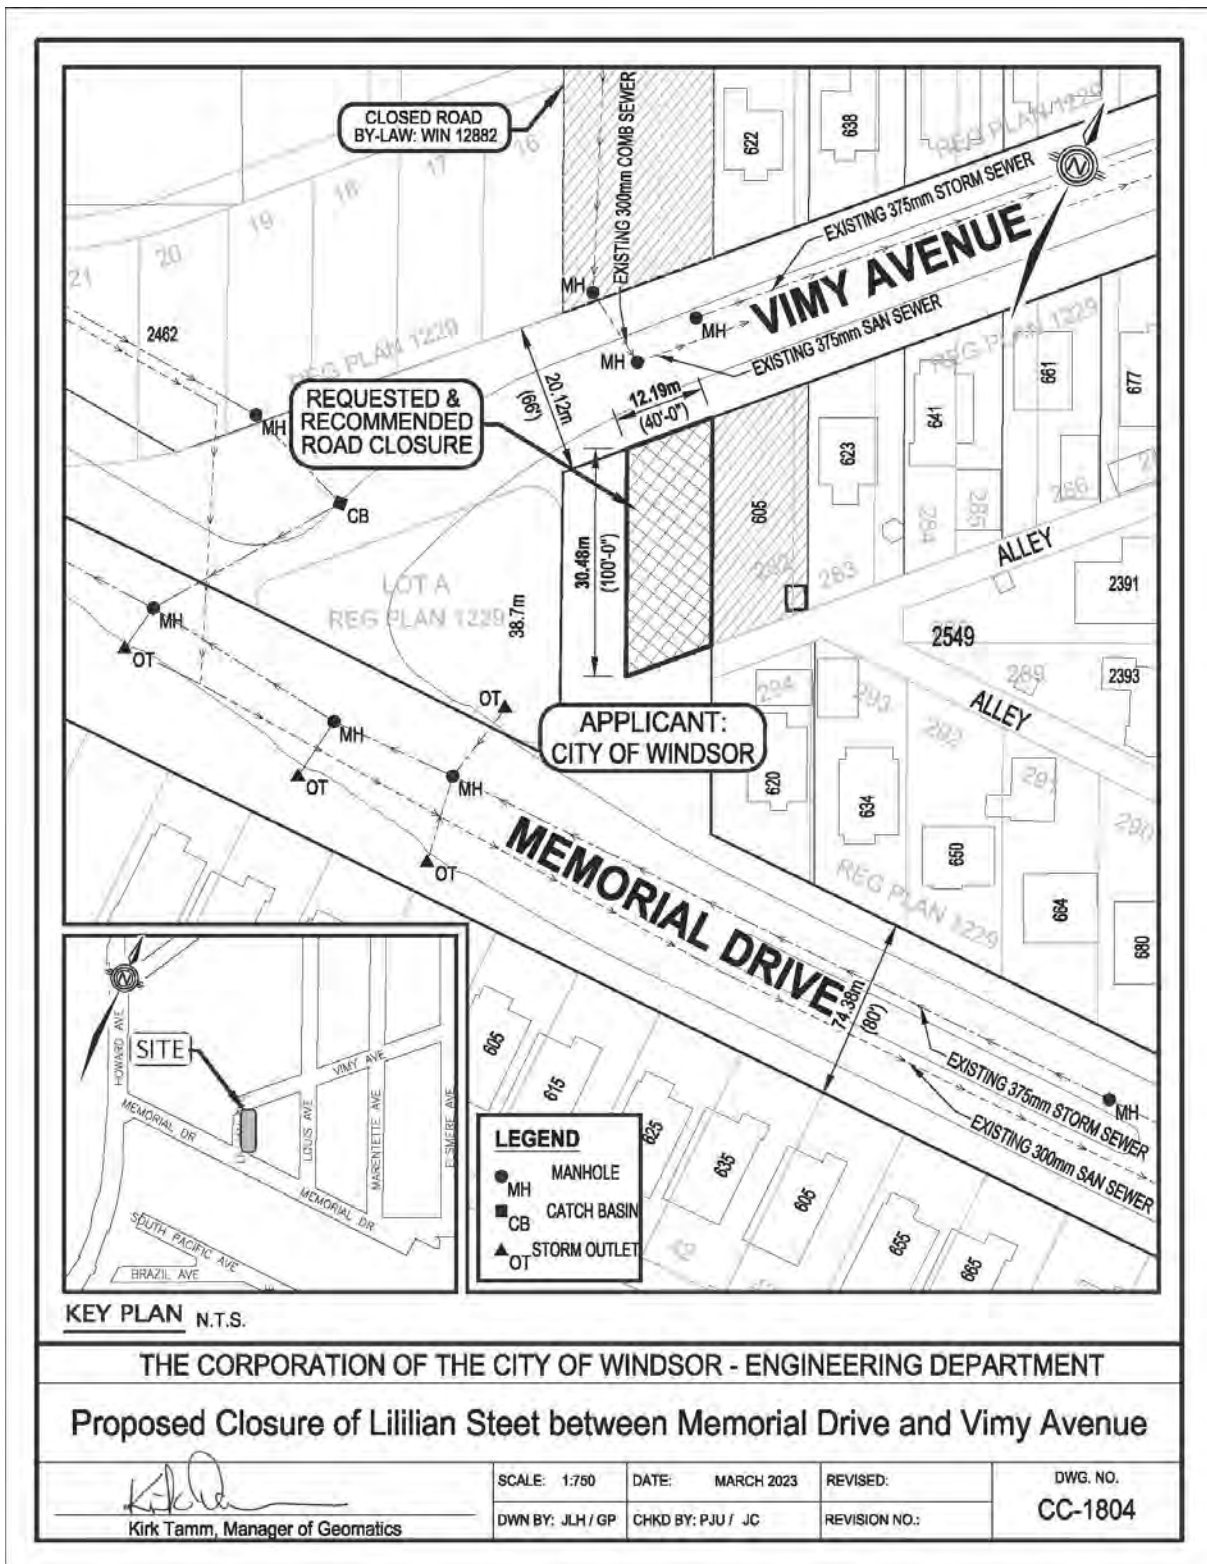 CLOSED ROAD
BY-LAW: WIN 12882
EXISTING 300mm COMB SEWER
622
638
REG PLAN 1229
N
EXISTING 375mm STORM SEWER
VIMY AVENUE
EXISTING 375mm SAN SEWER
16
17
18
19
20
21
2462
REG PLAN 1229
MH
MH
MH
MH
20.12m
(66')
12.19m
(40'-0")
REG PLAN 1229
661
677
641
623
605
REQUESTED &
RECOMMENDED
ROAD CLOSURE
CB
30.48m
(100'-0")
38.7m
LOT A
REG PLAN 1229
266
285
284
283
ALLEY
2391
2549
289
2393
ALLEY
MH
OT
OT
294
293
292
291
290
APPLICANT:
CITY OF WINDSOR
MH
OT
MH
OT
620
634
650
664
680
REG PLAN 1229
MEMORIAL DRIVE
74.38m
(80')
EXISTING 375mm STORM SEWER
MH
EXISTING 300mm SAN SEWER
605
615
625
635
605
655
665
49
N
HOWARD AVE
SITE
VIMY AVE
MEMORIAL DR
LOUIS AVE
MARENTETTE AVE
ELSMERE AVE
MEMORIAL DR
SOUTH PACIFIC AVE
BRAZIL AVE
LEGEND
MH MANHOLE
CB CATCH BASIN
OT STORM OUTLET
KEY PLAN N.T.S.
THE CORPORATION OF THE CITY OF WINDSOR - ENGINEERING DEPARTMENT
Proposed Closure of Lililian Steet between Memorial Drive and Vimy Avenue
Kirk Tamm, Manager of Geomatics
SCALE: 1:750
DATE: MARCH 2023
REVISED:
DWG. NO.
CC-1804
DWN BY: JLH / GP
CHKD BY: PJU / JC
REVISION NO.: